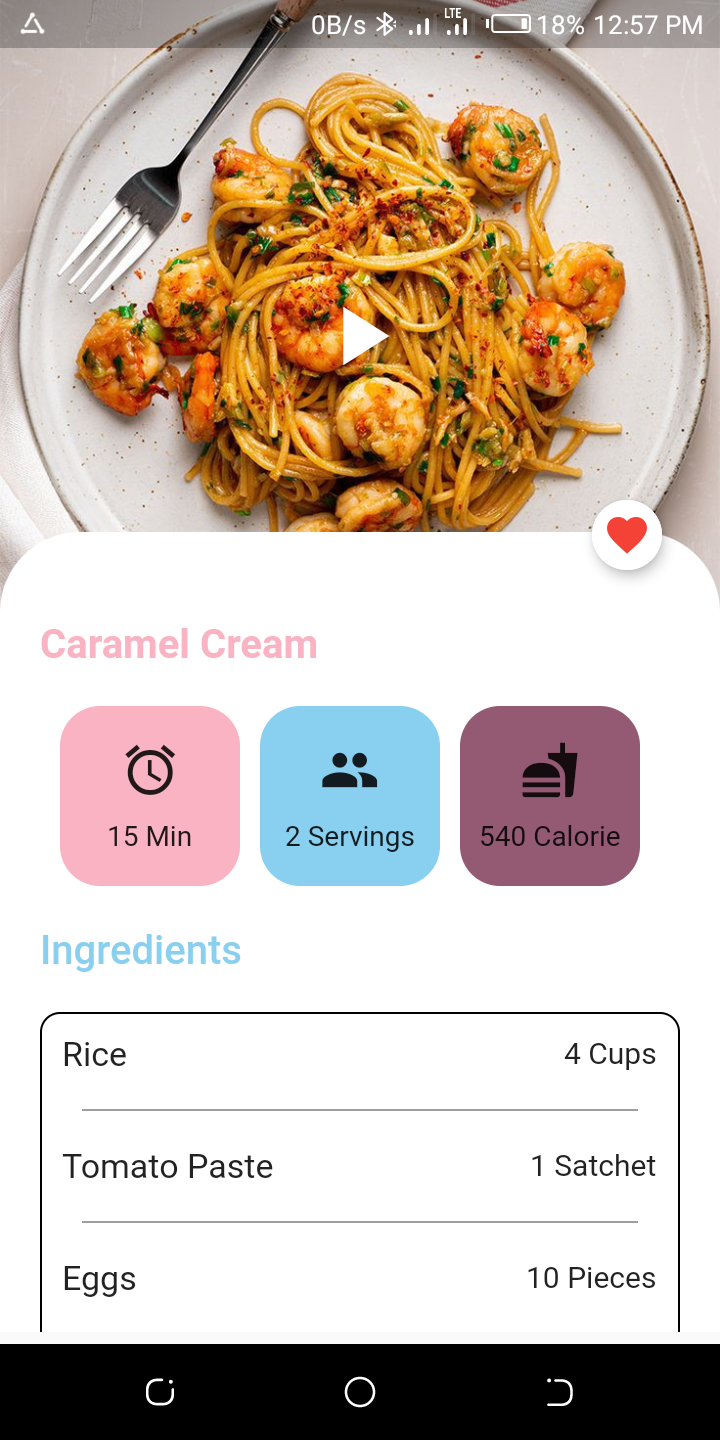 0B/s LTE 18% 12:57 PM
Caramel Cream
15 Min 2 Servings 540 Calorie
Ingredients
Rice 4 Cups
Tomato Paste 1 Satchet
Eggs 10 Pieces